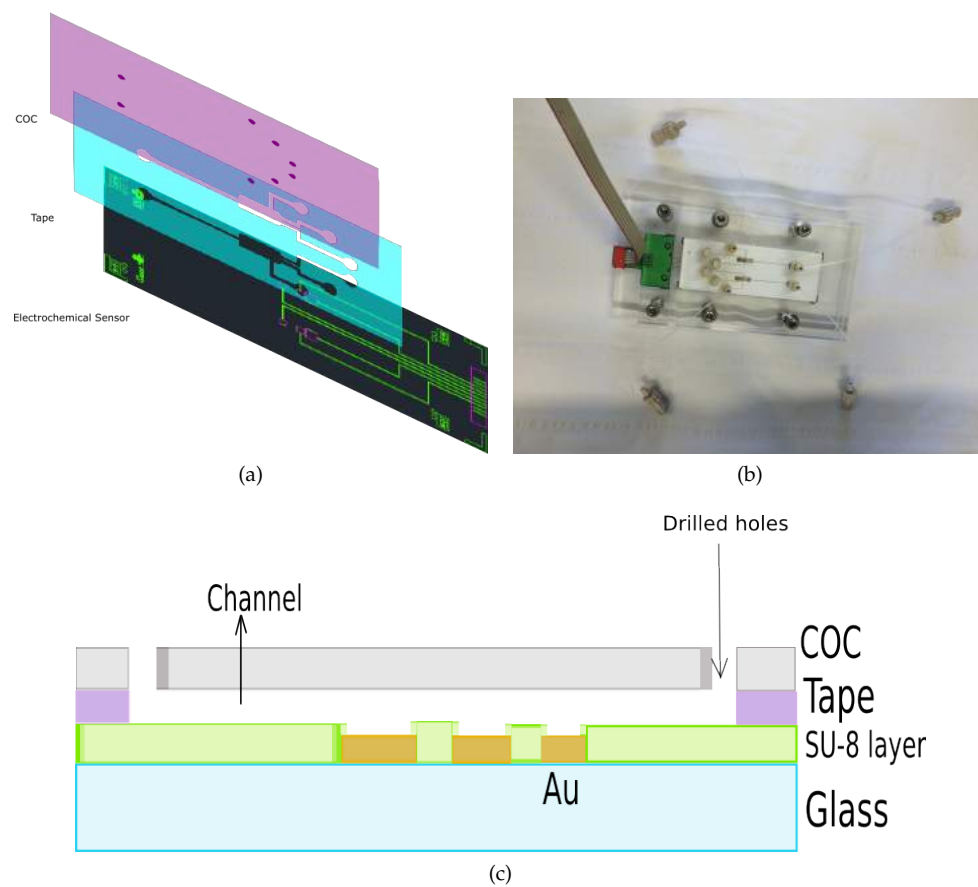 COC
Tape
Electrochemical Sensor
(a)
(b)
Drilled holes
Channel
COC
Tape
SU-8 layer
Au
Glass
(c)